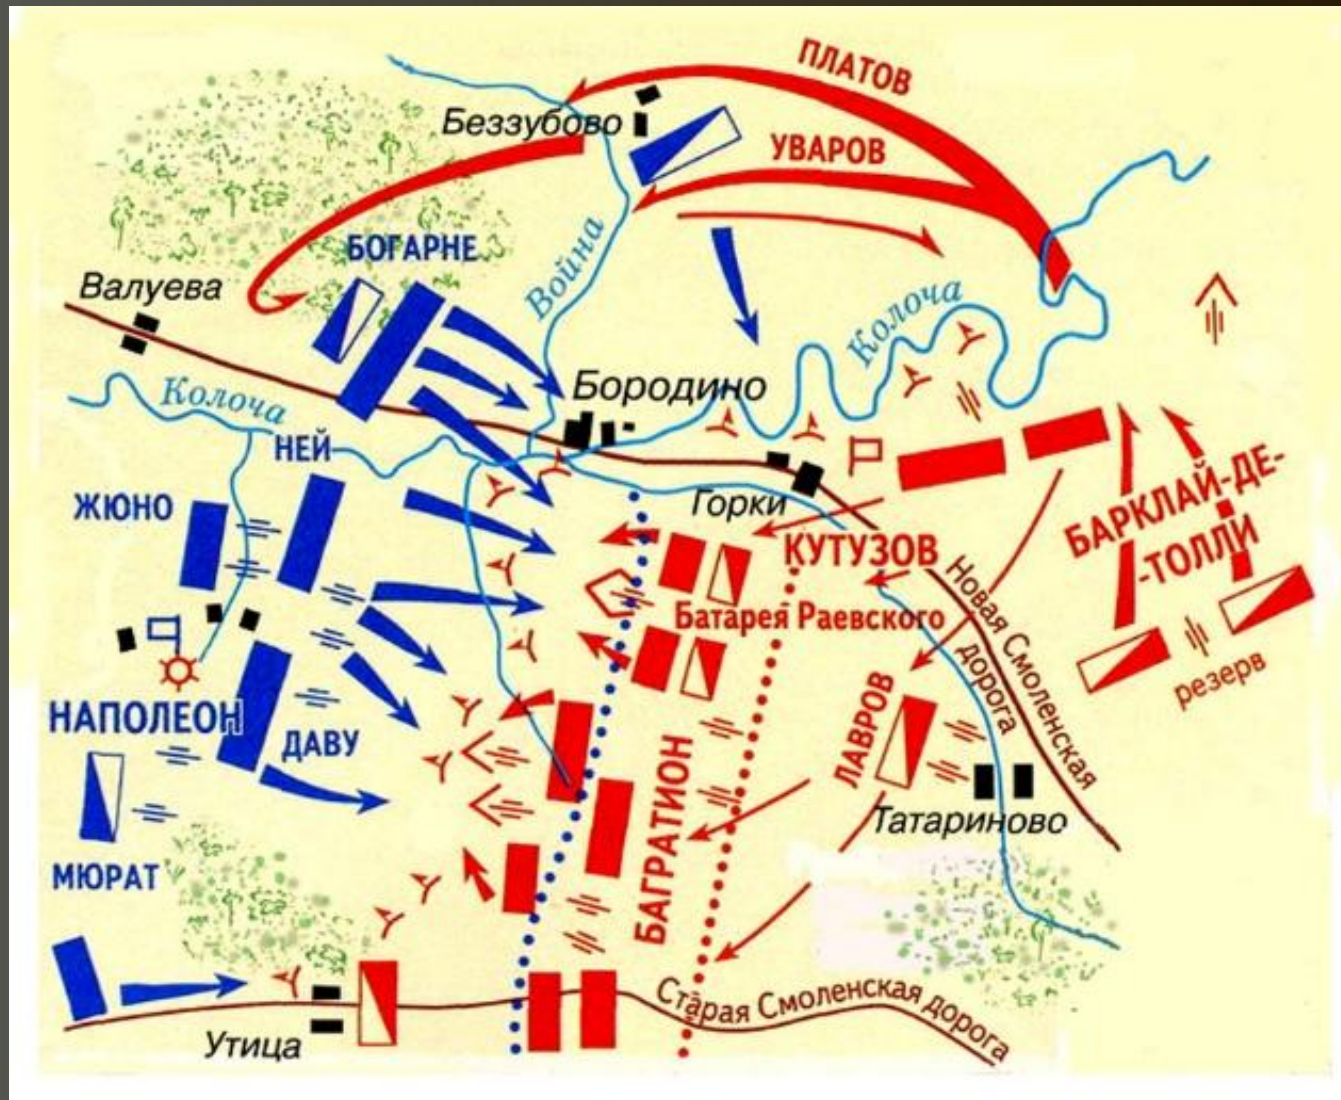 ПЛАТОВ
Беззубово
УВАРОВ
БОГАРНЕ
Война
Валуева
Колоча
Колоча
Бородино
НЕЙ
ЖЮНО
Горки
БАРКЛАЙ-ДЕ-
-ТОЛЛИ
КУТУЗОВ
Новая Смоленская
дорога
Батарея Раевского
резерв
НАПОЛЕОН
ДАВУ
ЛАВРОВ
БАГРАТИОН
Татариново
МЮРАТ
Старая Смоленская дорога
Утица